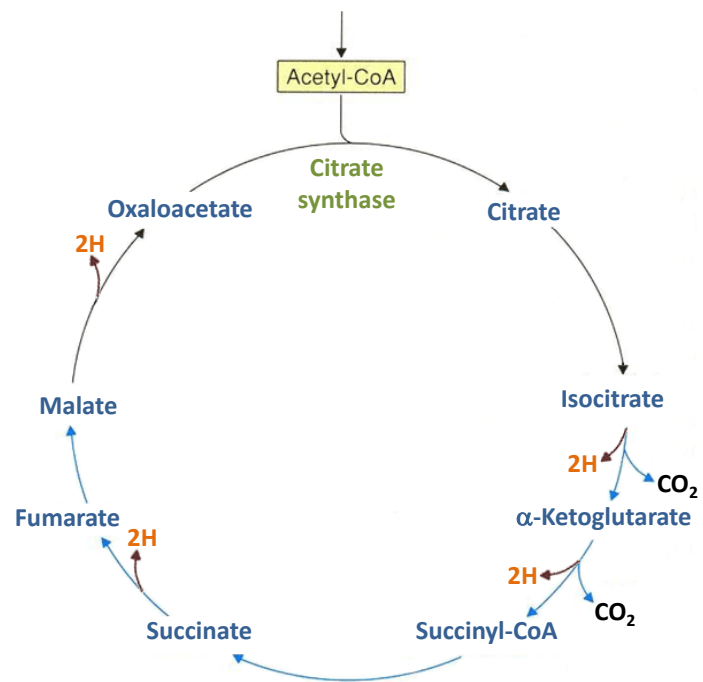 Acetyl-CoA
Citrate
synthase
Oxaloacetate
Citrate
2H
Malate
Isocitrate
2H
CO₂
Fumarate
α-Ketoglutarate
2H
2H
CO₂
Succinate
Succinyl-CoA